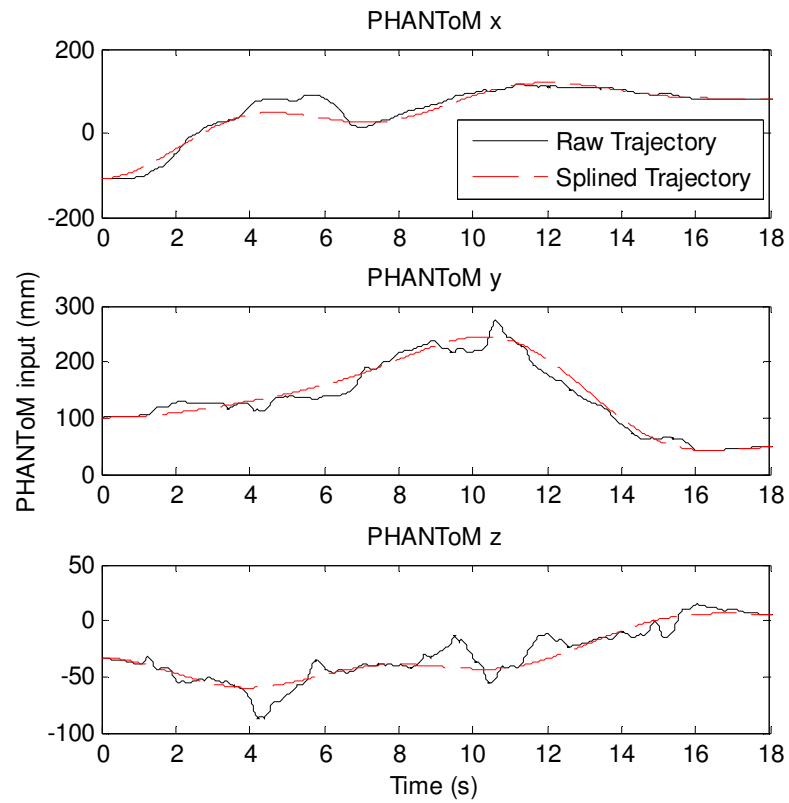 PHANToM x
200
0
-200
0 2 4 6 8 10 12 14 16 18
Raw Trajectory
Splined Trajectory
PHANToM y
300
200
100
0
0 2 4 6 8 10 12 14 16 18
PHANToM input (mm)
PHANToM z
50
0
-50
-100
0 2 4 6 8 10 12 14 16 18
Time (s)